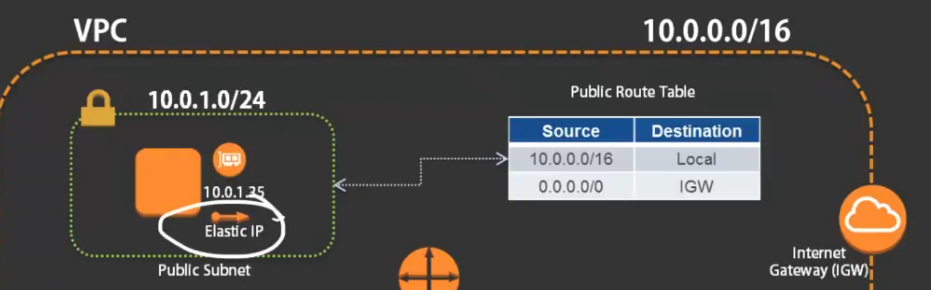 VPC
10.0.0.0/16
10.0.1.0/24
Public Route Table
Source Destination
10.0.0.0/16 Local
0.0.0.0/0 IGW
10.0.1.25
Elastic IP
Public Subnet
Internet
Gateway (IGW)